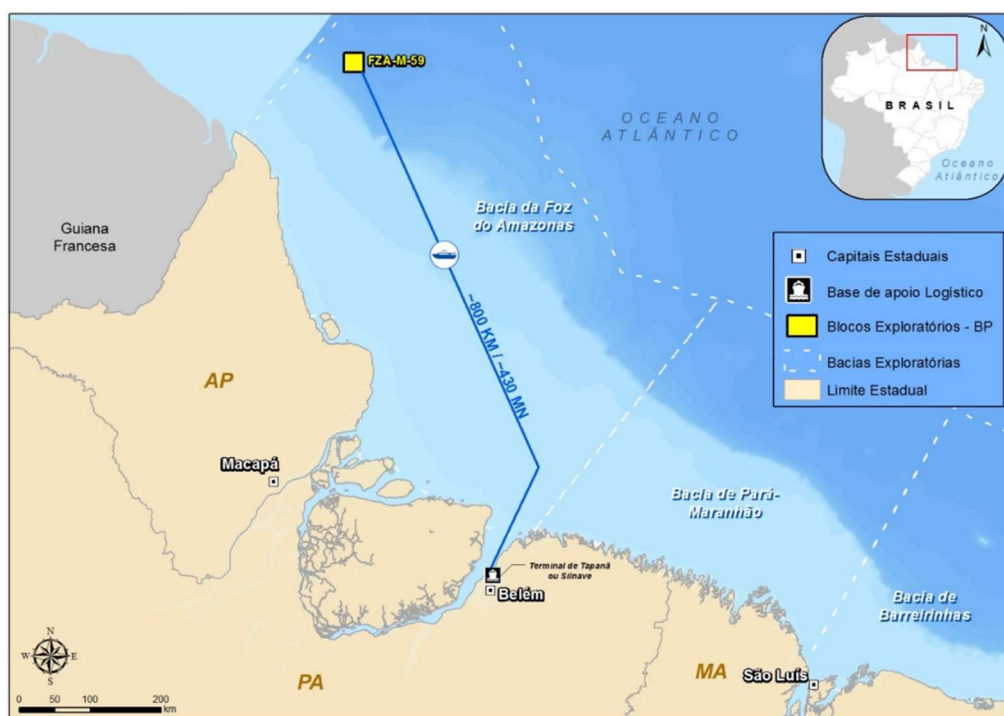 FZA-M-59
OCEANO
ATLÂNTICO
N
BRASIL
Oceano
Atlântico
Guiana
Francesa
Bacia da Foz
do Amazonas
Capitais Estaduais
Base de apoio Logístico
Blocos Exploratórios - BP
Bacias Exploratórias
Limite Estadual
~800 KM / ~430 MN
AP
Macapá
Bacia de Pará-
Maranhão
Terminal de Tapanã
ou Silnave
Belém
Bacia de
Barreirinhas
N
W E
S
PA
MA
São Luís
0 50 100 200
km